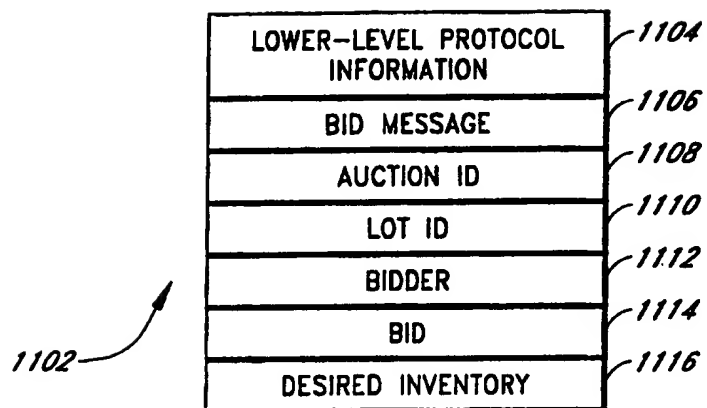 LOWER-LEVEL PROTOCOL
INFORMATION
1104
BID MESSAGE
1106
AUCTION ID
1108
LOT ID
1110
BIDDER
1112
BID
1114
DESIRED INVENTORY
1116
1102